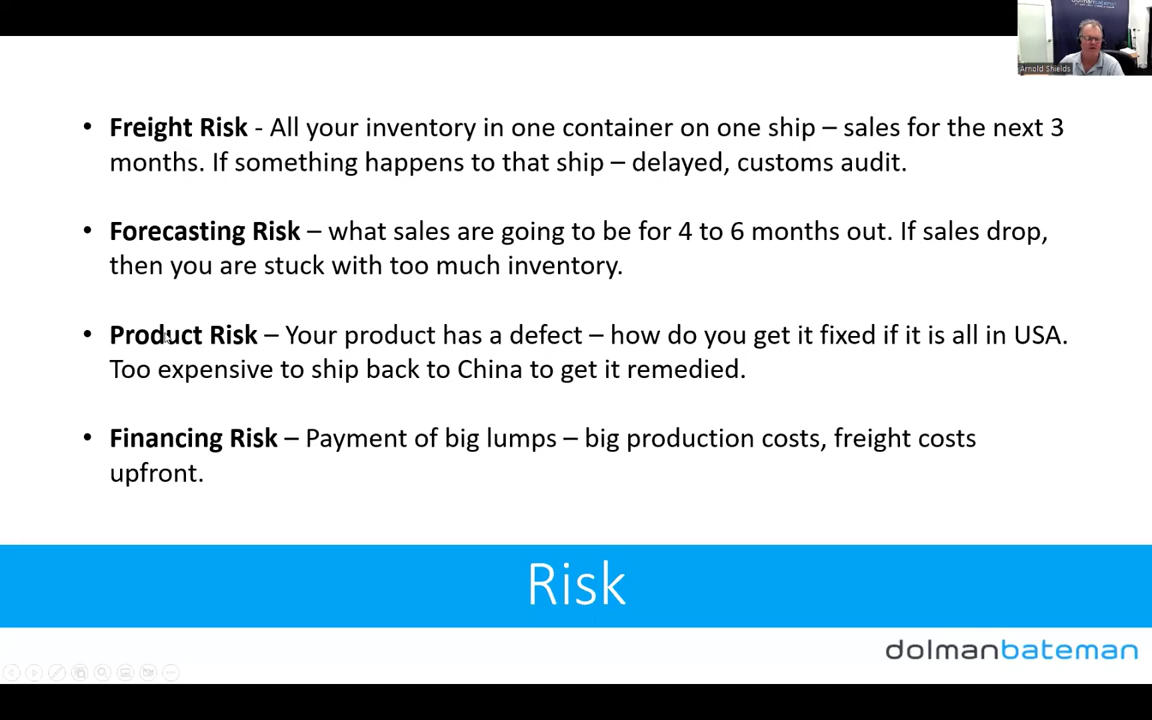 dolmanbateman
Arnold Shields
• Freight Risk - All your inventory in one container on one ship – sales for the next 3
months. If something happens to that ship – delayed, customs audit.
• Forecasting Risk – what sales are going to be for 4 to 6 months out. If sales drop,
then you are stuck with too much inventory.
• Product Risk – Your product has a defect – how do you get it fixed if it is all in USA.
Too expensive to ship back to China to get it remedied.
• Financing Risk – Payment of big lumps – big production costs, freight costs
upfront.
Risk
dolmanbateman